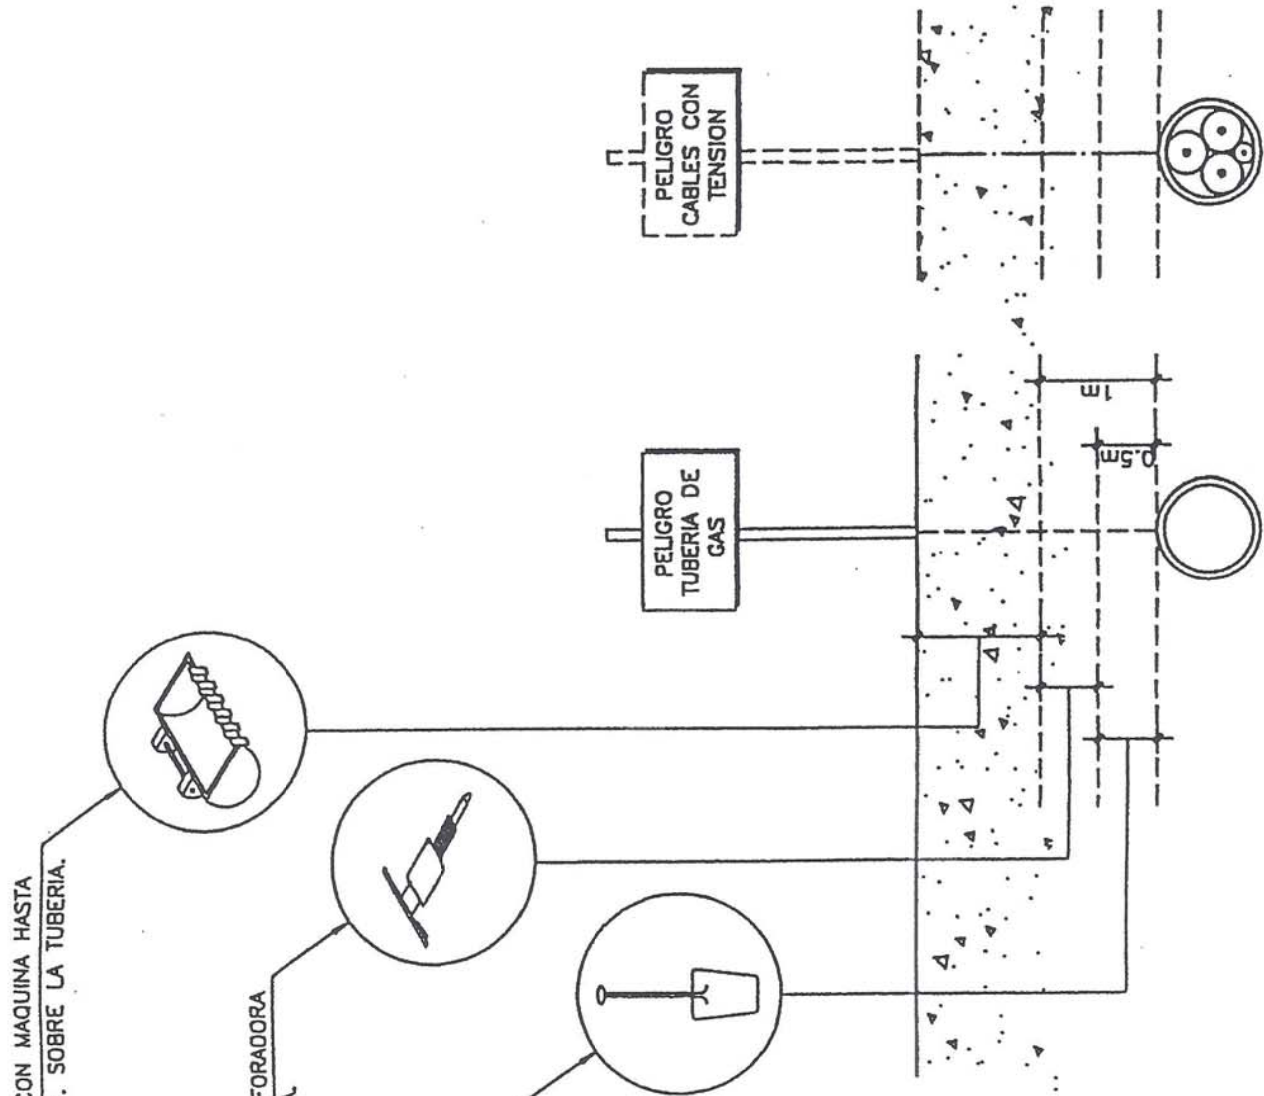 CON MAQUINA HASTA
. SOBRE LA TUBERIA.
FORADORA
PELIGRO
TUBERIA DE
GAS
PELIGRO
CABLES CON
TENSION
1m
0.5m